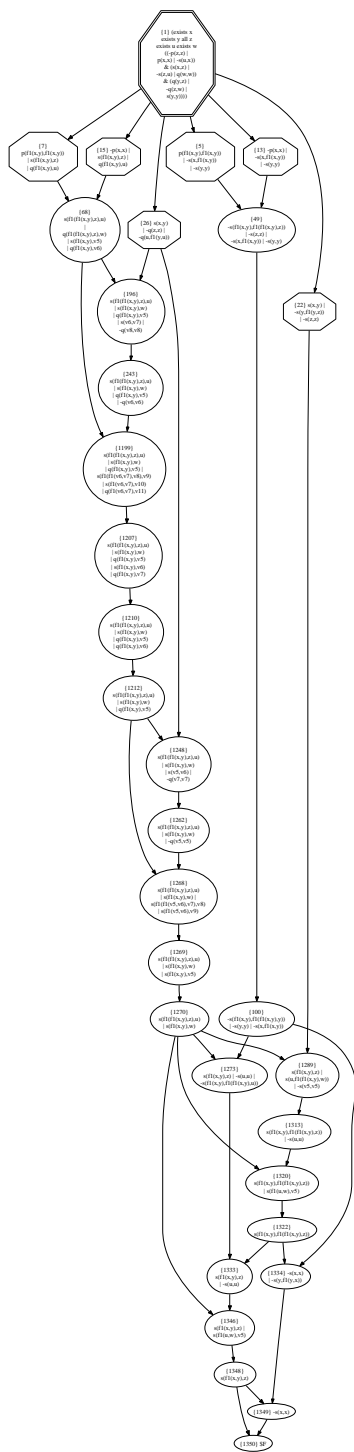 [1] (exists x
exists y all z
exists u exists w
((-p(z,z) |
p(x,x) | -s(u,x))
& (s(x,z) |
-s(z,u) | q(w,w))
& (q(y,z) |
-q(z,w) |
s(y,y))))
[7]
p(f1(x,y),f1(x,y))
| s(f1(x,y),z)
| q(f1(x,y),u)
[15] -p(x,x) |
s(f1(x,y),z) |
q(f1(x,y),u)
[5]
p(f1(x,y),f1(x,y))
| -s(x,f1(x,y))
| -s(y,y)
[13] -p(x,x) |
-s(x,f1(x,y))
| -s(y,y)
[68]
s(f1(f1(x,y),z),u)
|
q(f1(f1(x,y),z),w)
| s(f1(x,y),v5)
| q(f1(x,y),v6)
[26] s(x,y)
| -q(z,z) |
-q(u,f1(y,u))
[49]
-s(f1(x,y),f1(f1(x,y),z))
| -s(z,z) |
-s(x,f1(x,y)) | -s(y,y)
[196]
s(f1(f1(x,y),z),u)
| s(f1(x,y),w)
| q(f1(x,y),v5)
| s(v6,v7) |
-q(v8,v8)
[22] s(x,y) |
-s(y,f1(y,z))
| -s(z,z)
[243]
s(f1(f1(x,y),z),u)
| s(f1(x,y),w)
| q(f1(x,y),v5)
| -q(v6,v6)
[1199]
s(f1(f1(x,y),z),u)
| s(f1(x,y),w)
| q(f1(x,y),v5) |
s(f1(f1(v6,v7),v8),v9)
| s(f1(v6,v7),v10)
| q(f1(v6,v7),v11)
[1207]
s(f1(f1(x,y),z),u)
| s(f1(x,y),w)
| q(f1(x,y),v5)
| s(f1(x,y),v6)
| q(f1(x,y),v7)
[1210]
s(f1(f1(x,y),z),u)
| s(f1(x,y),w)
| q(f1(x,y),v5)
| q(f1(x,y),v6)
[1212]
s(f1(f1(x,y),z),u)
| s(f1(x,y),w)
| q(f1(x,y),v5)
[1248]
s(f1(f1(x,y),z),u)
| s(f1(x,y),w)
| s(v5,v6) |
-q(v7,v7)
[1262]
s(f1(f1(x,y),z),u)
| s(f1(x,y),w)
| -q(v5,v5)
[1268]
s(f1(f1(x,y),z),u)
| s(f1(x,y),w) |
s(f1(f1(v5,v6),v7),v8)
| s(f1(v5,v6),v9)
[1269]
s(f1(f1(x,y),z),u)
| s(f1(x,y),w)
| s(f1(x,y),v5)
[1270]
s(f1(f1(x,y),z),u)
| s(f1(x,y),w)
[100]
-s(f1(x,y),f1(f1(x,y),y))
| -s(y,y) | -s(x,f1(x,y))
[1273]
s(f1(x,y),z) | -s(u,u) |
-s(f1(x,y),f1(f1(x,y),u))
[1289]
s(f1(x,y),z) |
s(u,f1(f1(x,y),w))
| -s(v5,v5)
[1313]
s(f1(x,y),f1(f1(x,y),z))
| -s(u,u)
[1320]
s(f1(x,y),f1(f1(x,y),z))
| s(f1(u,w),v5)
[1322]
s(f1(x,y),f1(f1(x,y),z))
[1333]
s(f1(x,y),z)
| -s(u,u)
[1334] -s(x,x)
| -s(y,f1(y,x))
[1346]
s(f1(x,y),z) |
s(f1(u,w),v5)
[1348]
s(f1(x,y),z)
[1349] -s(x,x)
[1350] $F